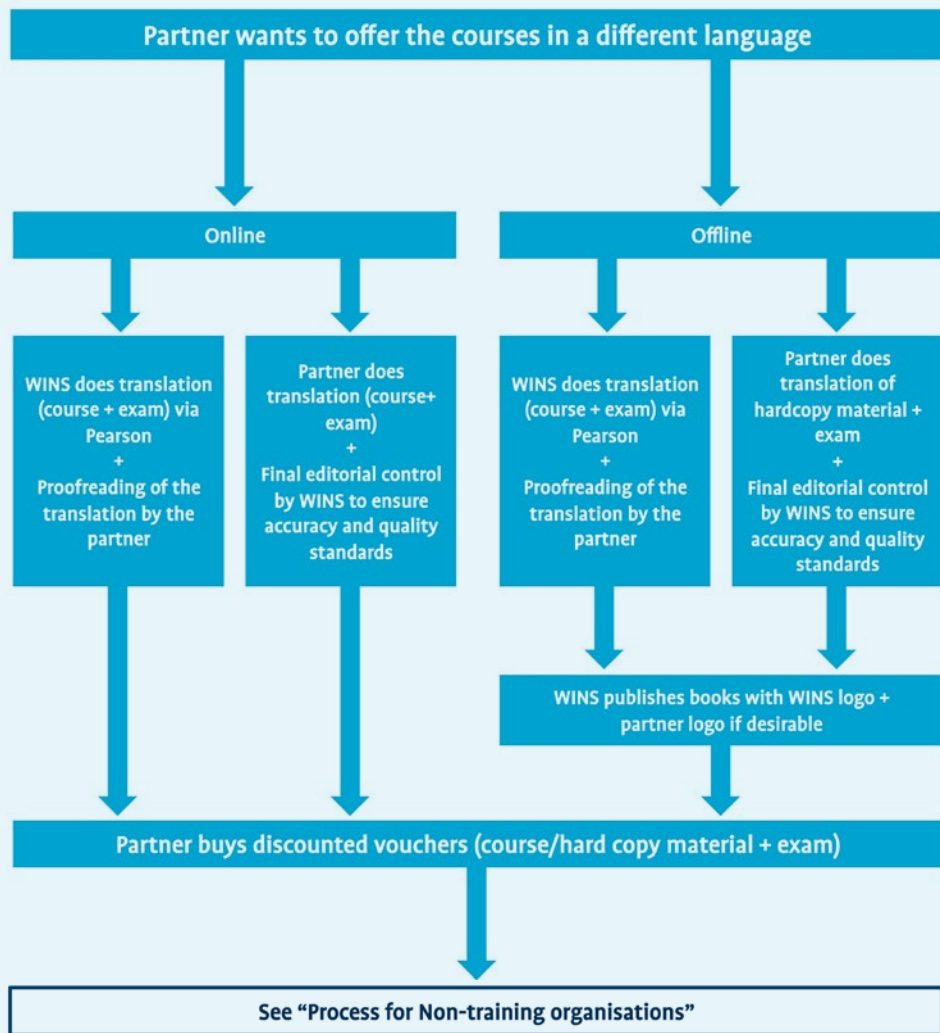 Partner wants to offer the courses in a different language
Online
Offline
WINS does translation
(course + exam) via
Pearson
+
Proofreading of the
translation by the
partner
Partner does
translation (course+
exam)
+
Final editorial control
by WINS to ensure
accuracy and quality
standards
WINS does translation
(course + exam) via
Pearson
+
Proofreading of the
translation by the
partner
Partner does
translation of
hardcopy material +
exam
+
Final editorial control
by WINS to ensure
accuracy and quality
standards
WINS publishes books with WINS logo +
partner logo if desirable
Partner buys discounted vouchers (course/hard copy material + exam)
See “Process for Non-training organisations”